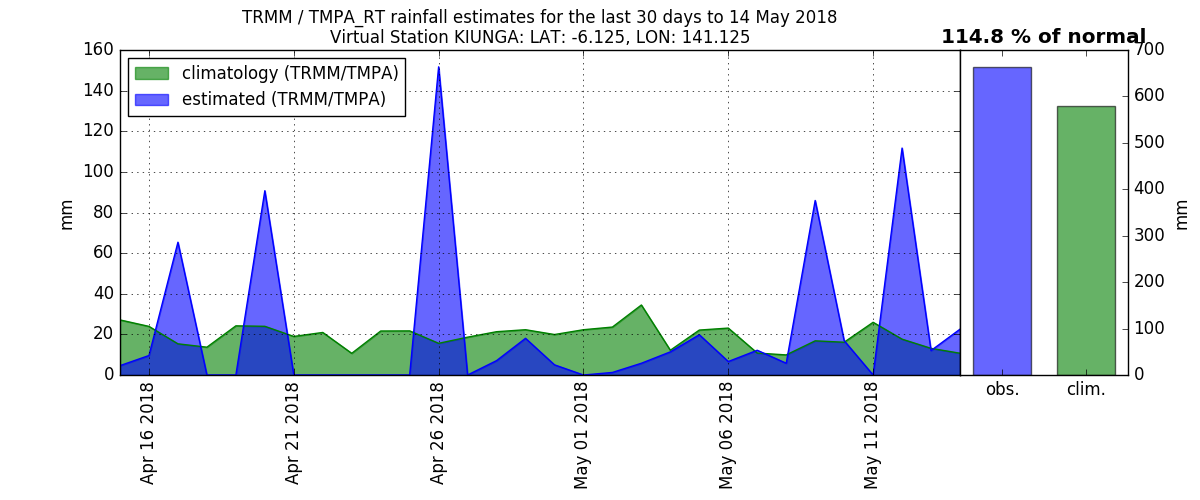 TRMM / TMPA_RT rainfall estimates for the last 30 days to 14 May 2018
Virtual Station KIUNGA: LAT: -6.125, LON: 141.125
114.8 % of normal
climatology (TRMM/TMPA)
estimated (TRMM/TMPA)
mm
160
140
120
100
80
60
40
20
0
Apr 16 2018
Apr 21 2018
Apr 26 2018
May 01 2018
May 06 2018
May 11 2018
obs.
clim.
700
600
500
400
300
200
100
0
mm